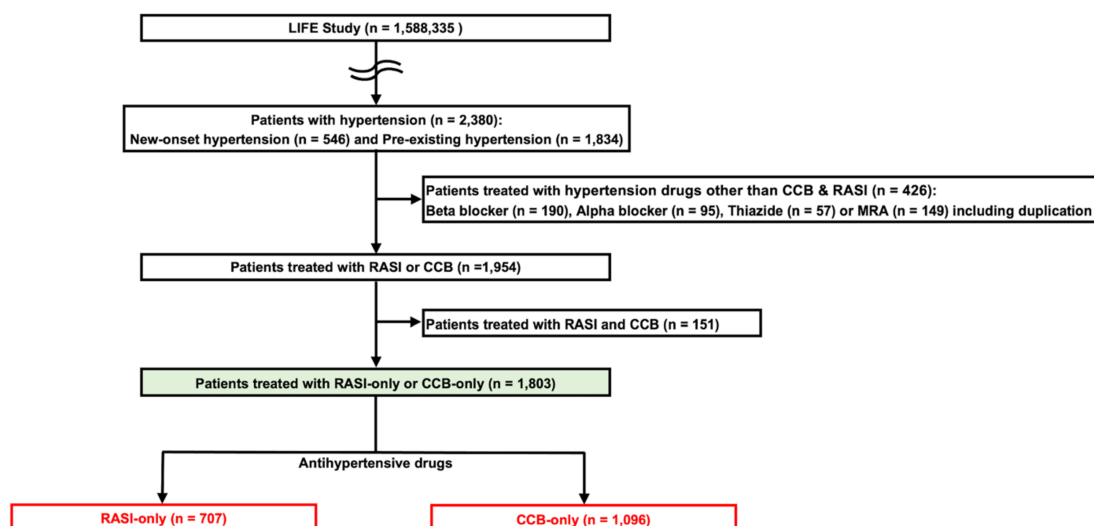 LIFE Study (n = 1,588,335 )
Patients with hypertension (n = 2,380):
New-onset hypertension (n = 546) and Pre-existing hypertension (n = 1,834)
Patients treated with hypertension drugs other than CCB & RASI (n = 426):
Beta blocker (n = 190), Alpha blocker (n = 95), Thiazide (n = 57) or MRA (n = 149) including duplication
Patients treated with RASI or CCB (n =1,954)
Patients treated with RASI and CCB (n = 151)
Patients treated with RASI-only or CCB-only (n = 1,803)
Antihypertensive drugs
RASI-only (n = 707)
CCB-only (n = 1,096)